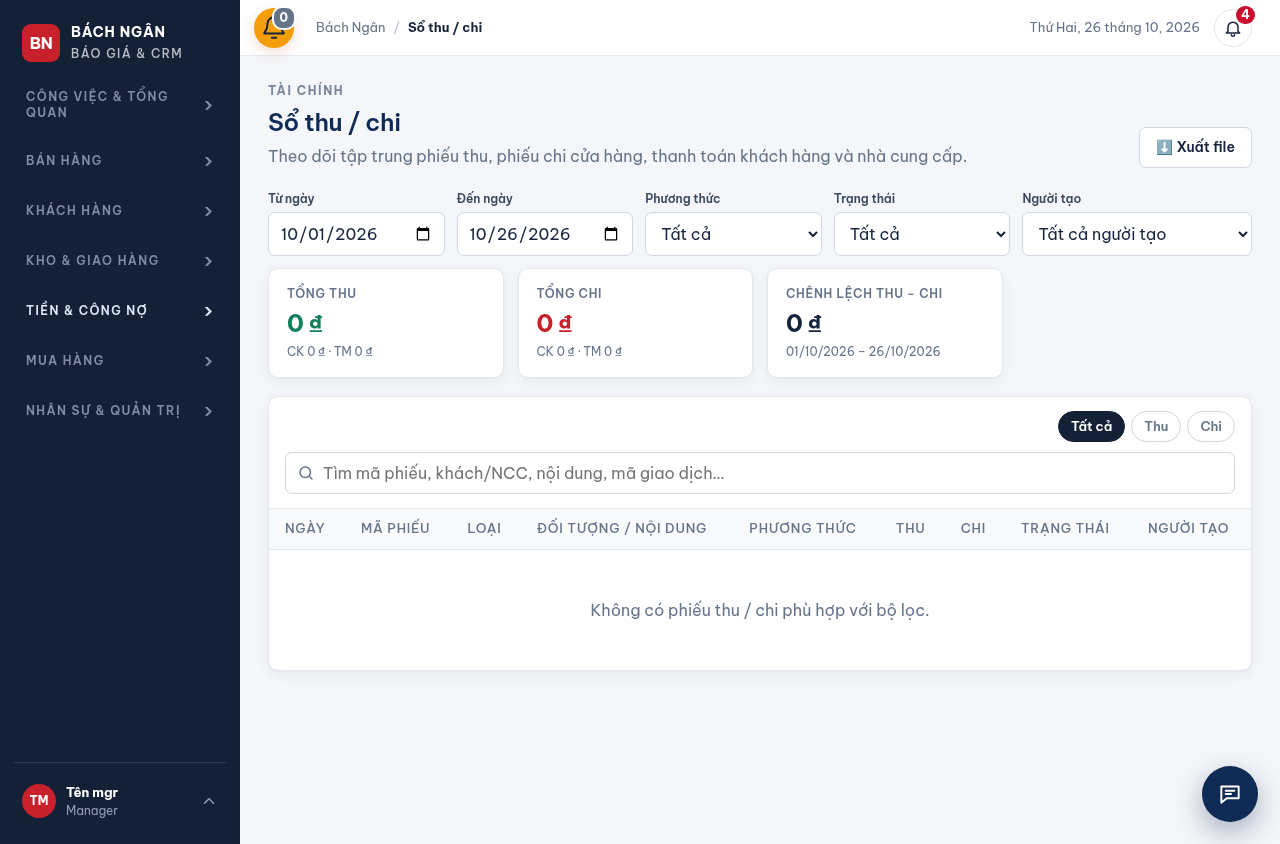 BN
BÁCH NGÂN
BÁO GIÁ & CRM
CÔNG VIỆC & TỔNG QUAN
BÁN HÀNG
KHÁCH HÀNG
KHO & GIAO HÀNG
TIỀN & CÔNG NỢ
MUA HÀNG
NHÂN SỰ & QUẢN TRỊ
TM
Tên mgr
Manager
0
Bách Ngân / Sổ thu / chi
Thứ Hai, 26 tháng 10, 2026
4
TÀI CHÍNH
Sổ thu / chi
Theo dõi tập trung phiếu thu, phiếu chi cửa hàng, thanh toán khách hàng và nhà cung cấp.
⬇️ Xuất file
Từ ngày Đến ngày Phương thức Trạng thái Người tạo
10/01/2026 10/26/2026 Tất cả Tất cả Tất cả người tạo
TỔNG THU
0 ₫
CK 0 ₫ · TM 0 ₫
TỔNG CHI
0 ₫
CK 0 ₫ · TM 0 ₫
CHÊNH LỆCH THU – CHI
0 ₫
01/10/2026 – 26/10/2026
Tất cả Thu Chi
Tìm mã phiếu, khách/NCC, nội dung, mã giao dịch…
NGÀY MÃ PHIẾU LOẠI ĐỐI TƯỢNG / NỘI DUNG PHƯƠNG THỨC THU CHI TRẠNG THÁI NGƯỜI TẠO
Không có phiếu thu / chi phù hợp với bộ lọc.